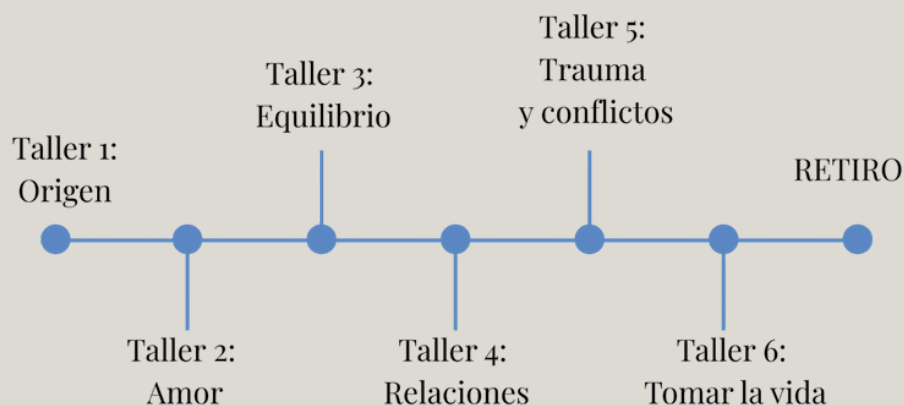 Taller 1:
Origen
Taller 2:
Amor
Taller 3:
Equilibrio
Taller 4:
Relaciones
Taller 5:
Trauma
y conflictos
Taller 6:
Tomar la vida
RETIRO